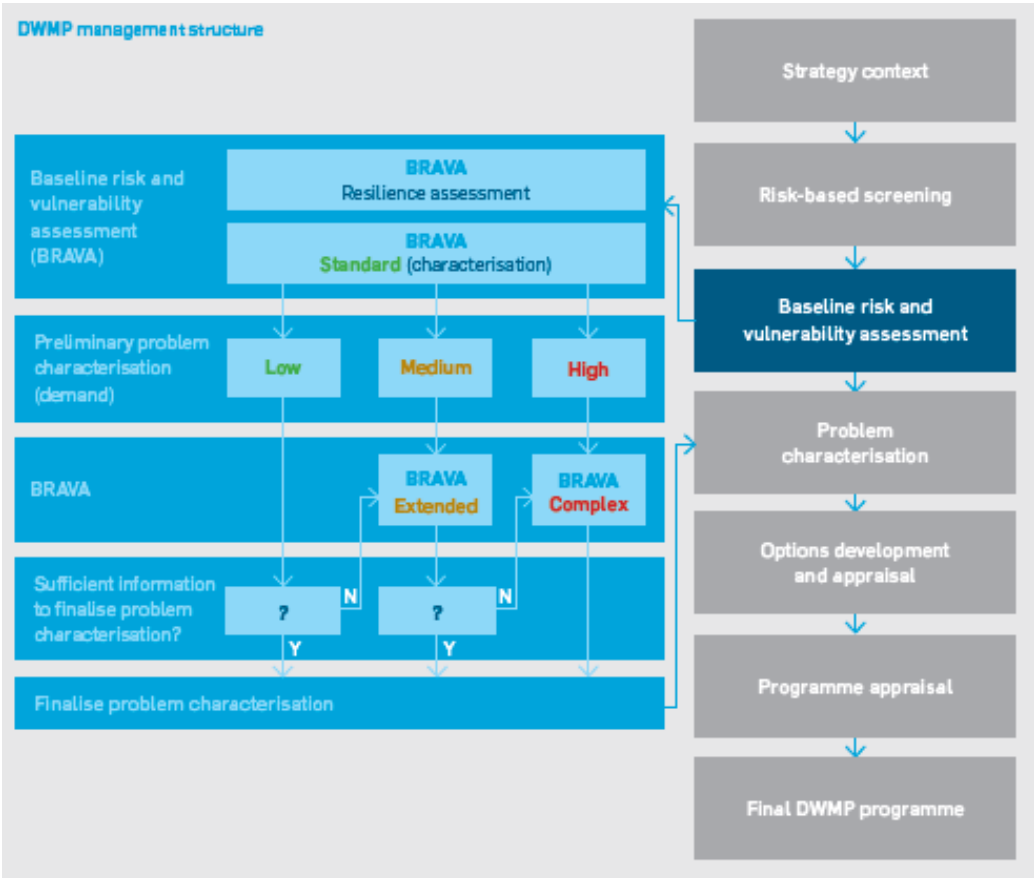 DWMP management structure
Strategy context
Risk-based screening
Baseline risk and
vulnerability assessment
Problem
characterisation
Options development
and appraisal
Programme appraisal
Final DWMP programme
Baseline risk and
vulnerability
assessment
(BRAVA)
BRAVA
Resilience assessment
BRAVA
Standard (characterisation)
Preliminary problem
characterisation
(demand)
Low
Medium
High
BRAVA
BRAVA
Extended
BRAVA
Complex
Sufficient information
to finalise problem
characterisation?
?
N
Y
?
N
Y
Finalise problem characterisation